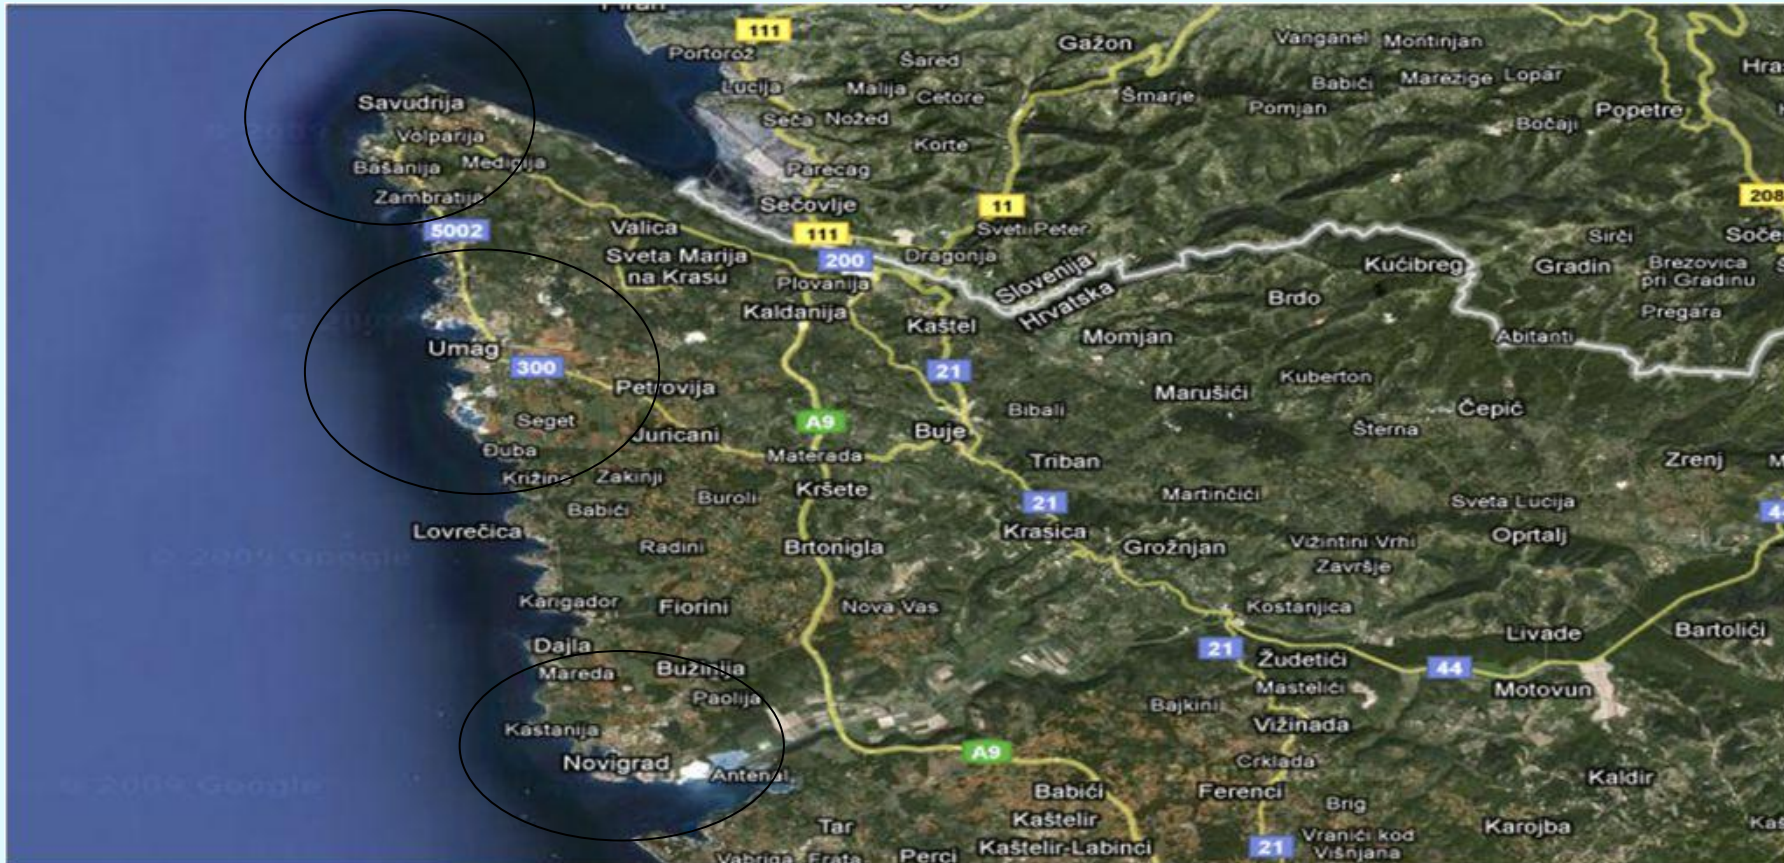 Piran
111
Portorož
Gažon
Vanganel
Montinjan
Šared
Lucija
Malija
Cetore
Šmarje
Babići
Marezige
Lopar
Savudrija
Pomjan
Popetre
Seča
Nožed
Bočaji
Volparija
Korte
Bašanija
Medigija
Parecag
Zambratija
Sečovlje
11
208
5002
Valica
111
Sveti Peter
Sirči
Sveta Marija
na Krasu
200
Dragonja
Slovenija
Hrvatska
Kućibreg
Gradin
Brezovica
pri Gradinu
Plovanija
Brdo
Kaldanija
Kaštel
Pregara
Momjan
Abitanti
Umag
300
21
Petrovija
Kuberton
Marušići
Seget
A9
Bibali
Čepić
Juricani
Buje
Šterna
Đuba
Materada
Triban
Zrenj
Križine
Zakinji
Kršete
Buroli
21
Martinčići
Sveta Lucija
Babići
44
Lovrečica
Krasica
Radini
Brtonigla
Grožnjan
Vižintini Vrhi
Oprtalj
© 2009 Google
Završje
Karigador
Fiorini
Nova Vas
Kostanjica
Dajla
Livade
Bartolići
21
Mareda
Bužinija
Žudetići
44
Mastelići
Motovun
Paolija
Bajkini
Kastanija
Vižinada
A9
Novigrad
Antenal
Crklada
© 2009 Google
Babići
Ferenci
Kaldir
Brig
Tar
Kaštelir
Karojba
Vabriga
Frata
Perci
Kaštelir-Labinci
21
Vranići kod
Višnjana